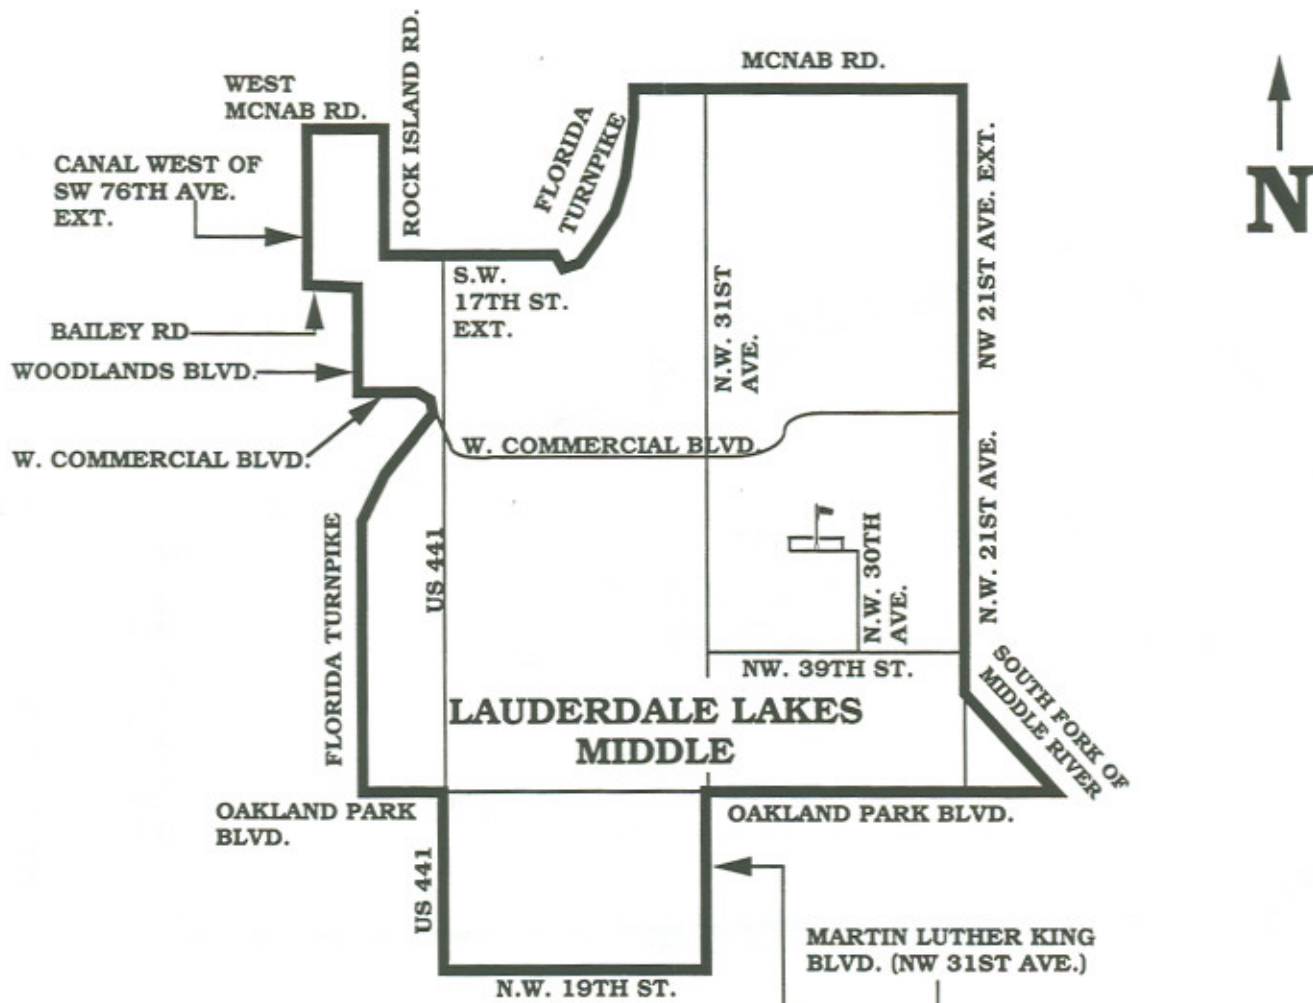 MCNAB RD.
ROCK ISLAND RD.
WEST
MCNAB RD.
FLORIDA
TURNPIKE
CANAL WEST OF
SW 76TH AVE.
EXT.
NW 21ST AVE. EXT.
N
S.W.
17TH ST.
EXT.
N.W. 31ST
AVE.
BAILEY RD
WOODLANDS BLVD.
W. COMMERCIAL BLVD.
W. COMMERCIAL BLVD.
N.W. 21ST AVE.
FLORIDA TURNPIKE
US 441
N.W. 30TH
AVE.
NW. 39TH ST.
SOUTH FORK OF
MIDDLE RIVER
LAUDERDALE LAKES
MIDDLE
OAKLAND PARK
BLVD.
OAKLAND PARK BLVD.
US 441
MARTIN LUTHER KING
BLVD. (NW 31ST AVE.)
N.W. 19TH ST.